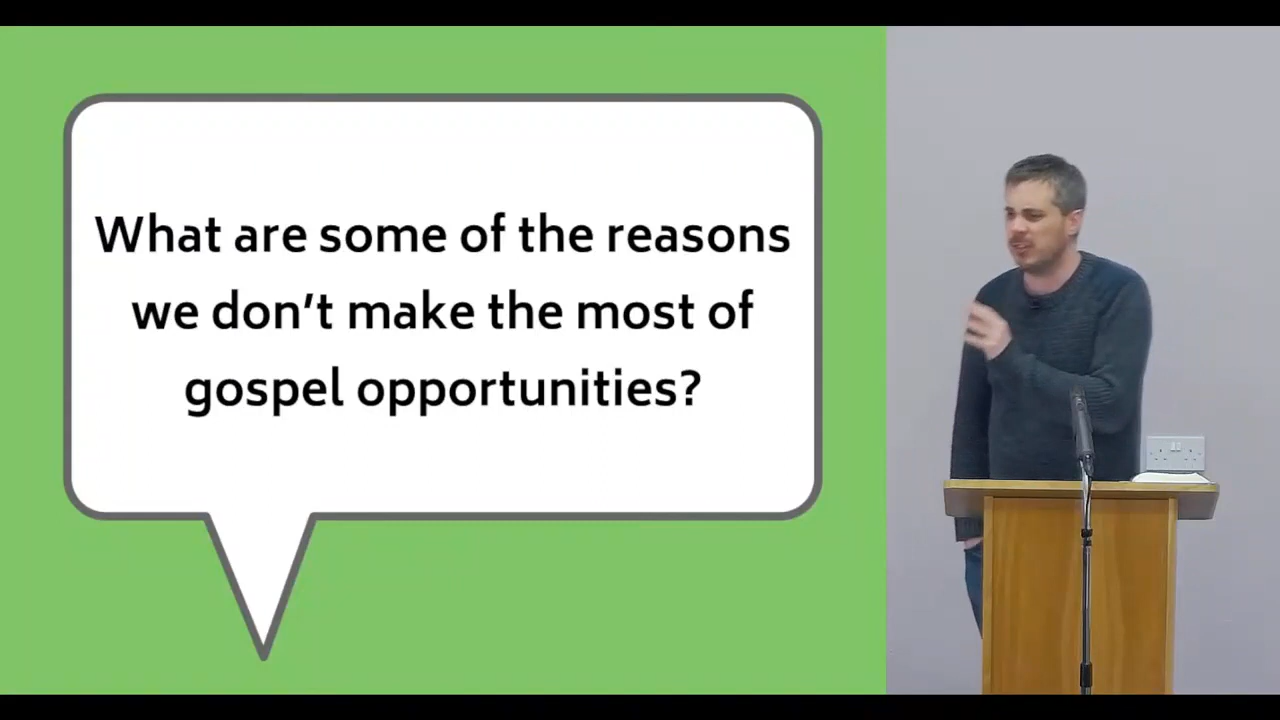 What are some of the reasons
we don’t make the most of
gospel opportunities?